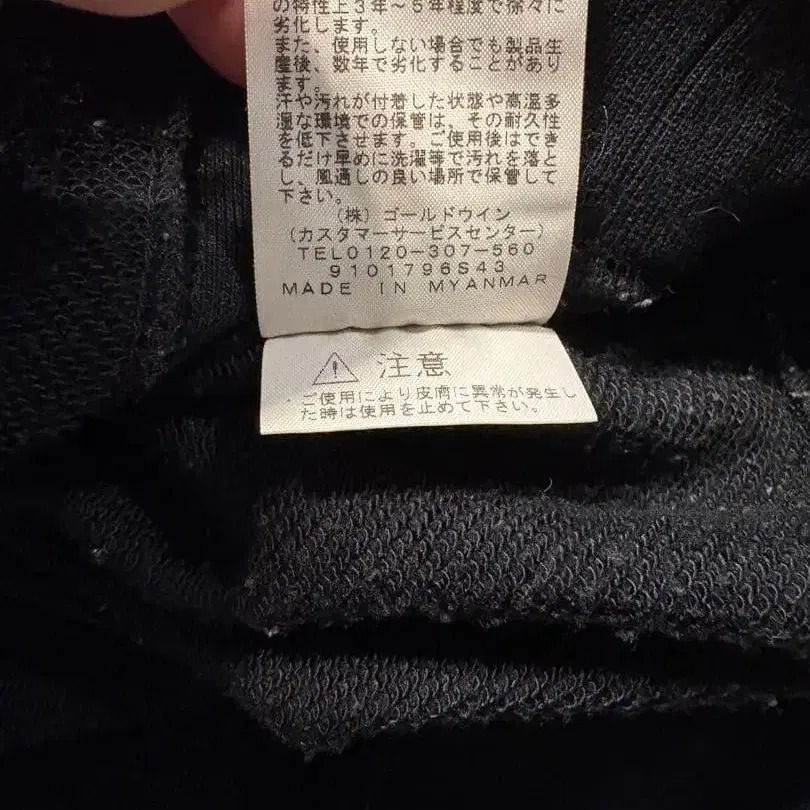 の特性上3年～5年程度で徐々に
劣化します。
また、使用しない場合でも製品生
産後、数年で劣化することがあり
ます。
汗や汚れが付着した状態や高温多
湿な環境での保管は、その耐久性
を低下させます。ご使用後はでき
るだけ早めに洗濯等で汚れを落と
し、風通しの良い場所で保管して
下さい。
(株)ゴールドウイン
(カスタマーサービスセンター)
TEL0120-307-560
9101796S43
MADE IN MYANMAR
注意
ご使用により皮膚に異常が発生し
た時は使用を止めて下さい。